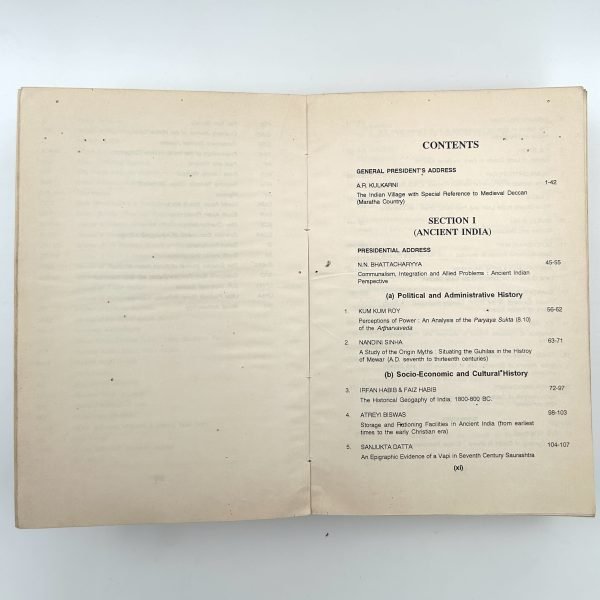 CONTENTS
GENERAL PRESIDENT'S ADDRESS
A.R. KULKARNI 1-42
The Indian Village with Special Reference to Medieval Deccan
(Maratha Country)
SECTION I
(ANCIENT INDIA)
PRESIDENTIAL ADDRESS
N.N. BHATTACHARYYA 45-55
Communalism, Integration and Allied Problems : Ancient Indian
Perspective
(a) Political and Administrative History
1. KUM KUM ROY 56-62
Perceptions of Power : An Analysis of the Paryaya Sukta (8.10)
of the Artharvaveda
2. NANDINI SINHA 63-71
A Study of the Origin Myths : Situating the Guhilas in the Histroy
of Mewar (A.D. seventh to thirteenth centuries)
(b) Socio-Economic and Cultural History
3. IRFAN HABIB & FAIZ HABIB 72-97
The Historical Geogaphy of India, 1800-800 BC.
4. ATREYI BISWAS 98-103
Storage and Rationing Facilities in Ancient India (from earliest
times to the early Christian era)
5. SANJUKTA DATTA 104-107
An Epigraphic Evidence of a Vapi in Seventh Century Saurashtra
(xi)